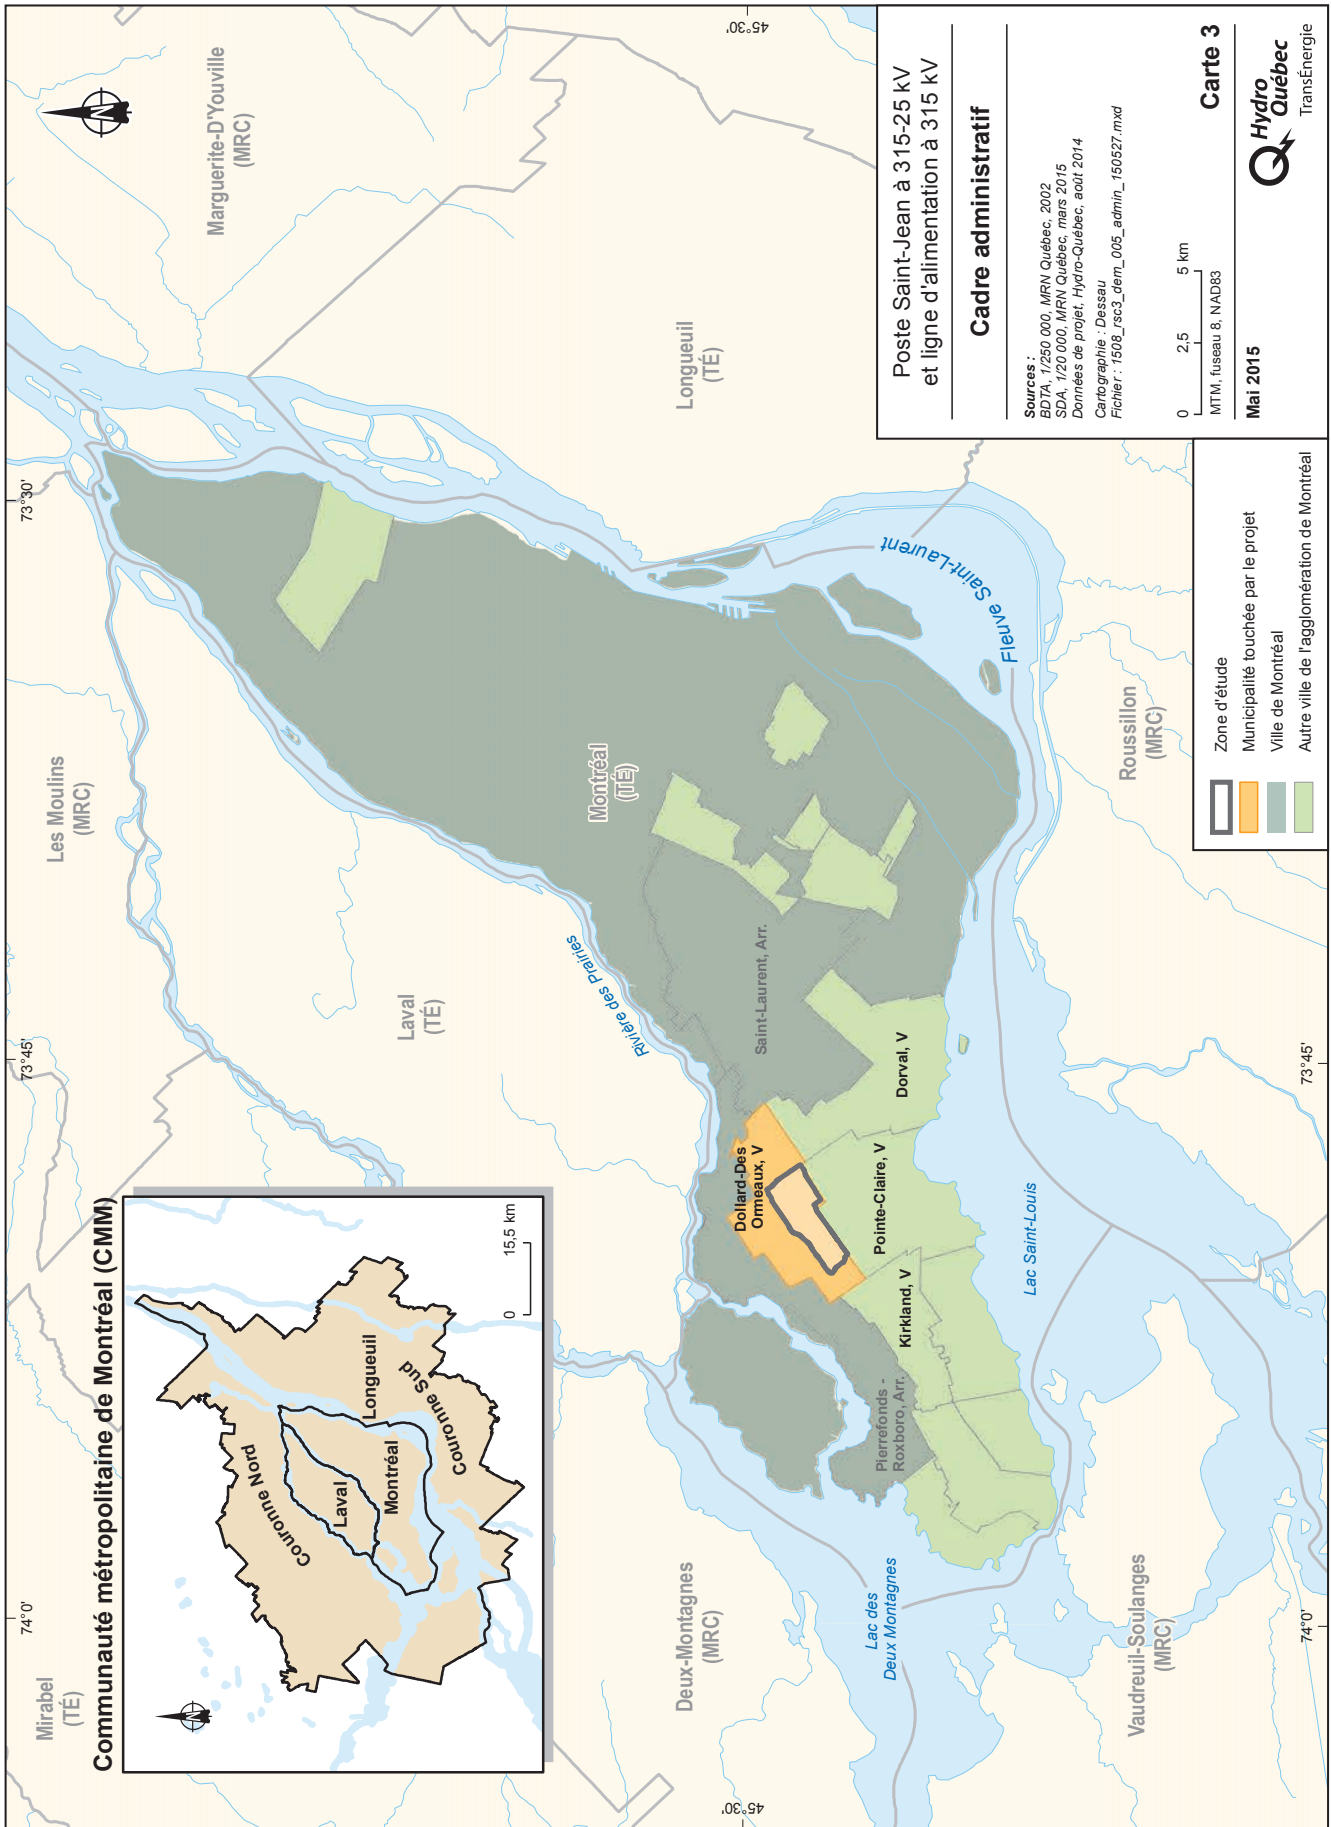 Communauté métropolitaine de Montréal (CMM)
Couronne Nord
Laval
Montréal
Longueuil
Couronne Sud
0 15,5 km
N
74°0'
73°45'
73°30'
Mirabel
(TÉ)
Les Moulins
(MRC)
Marguerite-D'Youville
(MRC)
N
Laval
(TÉ)
Rivière des Prairies
Montréal
(TÉ)
Longueuil
(TÉ)
45°30'
45°30'
Deux-Montagnes
(MRC)
Dollard-Des
Ormeaux, V
Saint-Laurent, Arr.
Pointe-Claire, V
Dorval, V
Kirkland, V
Pierrefonds -
Roxboro, Arr.
Lac des
Deux Montagnes
Lac Saint-Louis
Fleuve Saint-Laurent
Vaudreuil-Soulanges
(MRC)
Roussillon
(MRC)
74°0'
73°45'
Zone d'étude
Municipalité touchée par le projet
Ville de Montréal
Autre ville de l'agglomération de Montréal
Poste Saint-Jean à 315-25 kV
et ligne d'alimentation à 315 kV
Cadre administratif
Sources :
BDTA, 1/250 000, MRN Québec, 2002
SDA, 1/20 000, MRN Québec, mars 2015
Données de projet, Hydro-Québec, août 2014
Cartographie : Dessau
Fichier : 1508_rsc3_dem_005_admin_150527.mxd
0 2,5 5 km
MTM, fuseau 8, NAD83
Carte 3
Mai 2015
Hydro
Québec
TransÉnergie